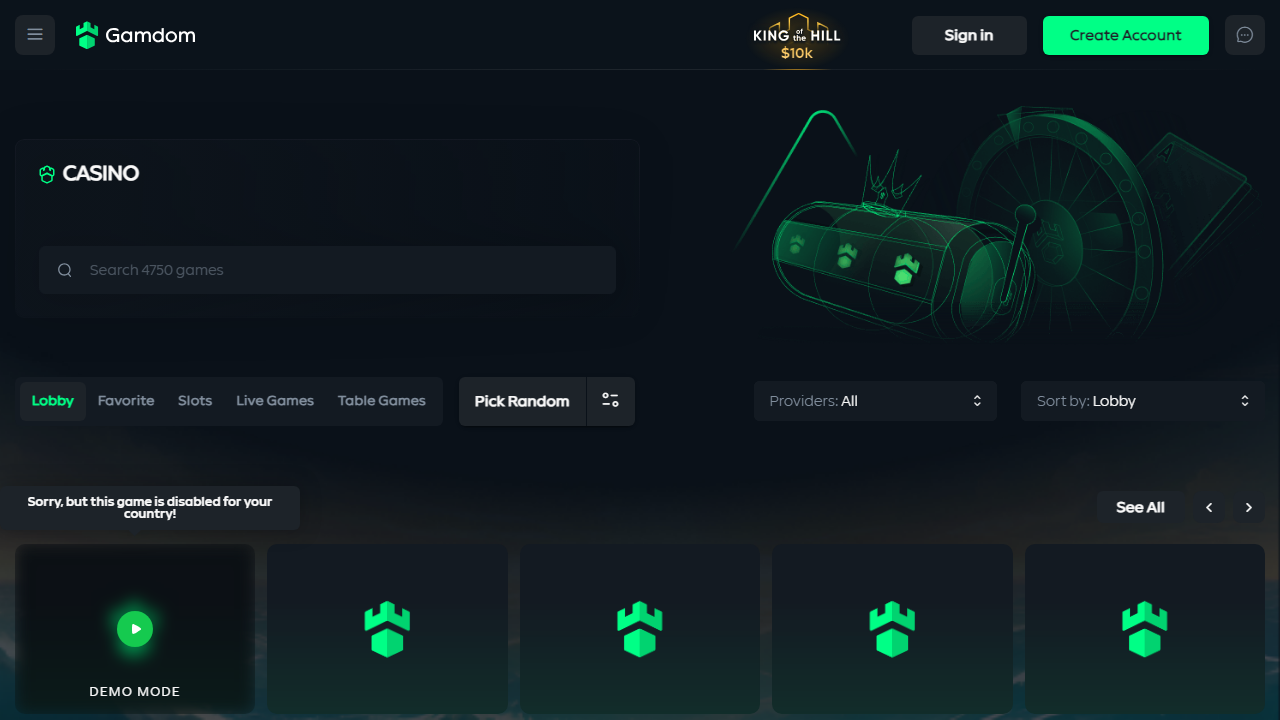 Gamdom
KING of the HILL
$10k
Sign in
Create Account
CASINO
Search 4750 games
Lobby
Favorite
Slots
Live Games
Table Games
Pick Random
Providers: All
Sort by: Lobby
Sorry, but this game is disabled for your
country!
See All
DEMO MODE
A